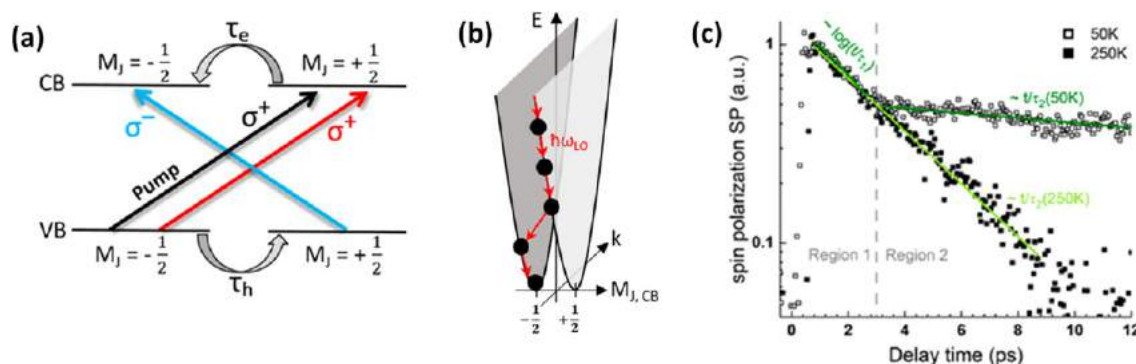 (a)
τe
MJ = - 1/2
MJ = + 1/2
CB
σ−
σ+
σ+
Pump
VB
MJ = - 1/2
MJ = + 1/2
τh
(b)
E
ħωLO
k
MJ, CB
- 1/2
+ 1/2
(c)
spin polarization SP (a.u.)
1
0.1
~ log(t/τ1)
50K
250K
~ t/τ2(50K)
~ t/τ2(250K)
Region 1
Region 2
0 2 4 6 8 10 12
Delay time (ps)